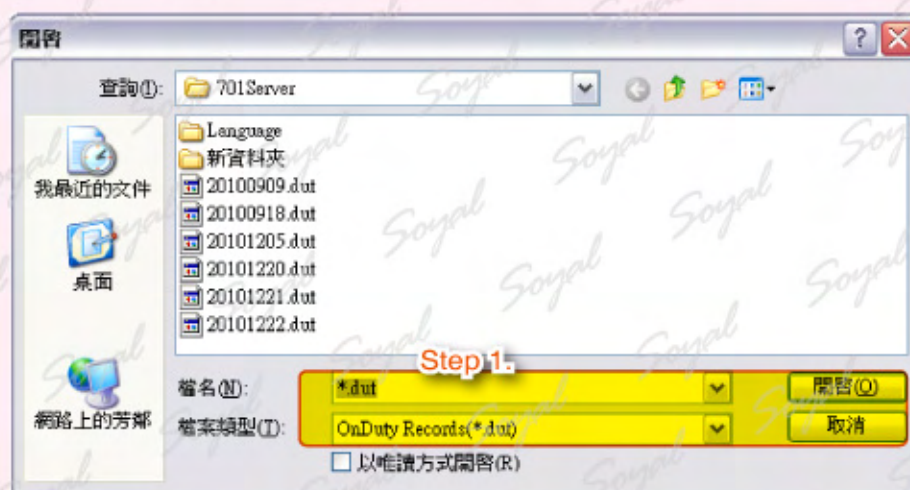 開啓
查詢(I):
701Server
Language
新資料夾
20100909.dut
20100918.dut
20101205.dut
20101220.dut
20101221.dut
20101222.dut
我最近的文件
桌面
網路上的芳鄰
Step 1.
檔名(N):
*.dut
開啓(O)
檔案類型(T):
OnDuty Records(*.dut)
取消
以唯讀方式開啓(R)
Soyal